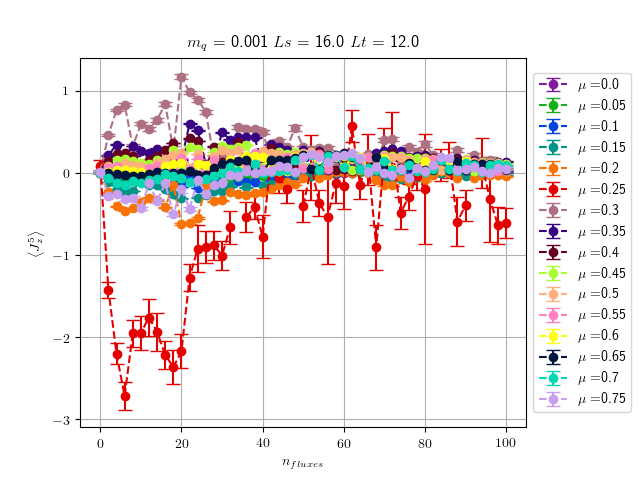 m_q = 0.001 Ls = 16.0 Lt = 12.0
1
0
−1
−2
−3
⟨J_z^5⟩
0 20 40 60 80 100
n_fluxes
μ =0.0
μ =0.05
μ =0.1
μ =0.15
μ =0.2
μ =0.25
μ =0.3
μ =0.35
μ =0.4
μ =0.45
μ =0.5
μ =0.55
μ =0.6
μ =0.65
μ =0.7
μ =0.75